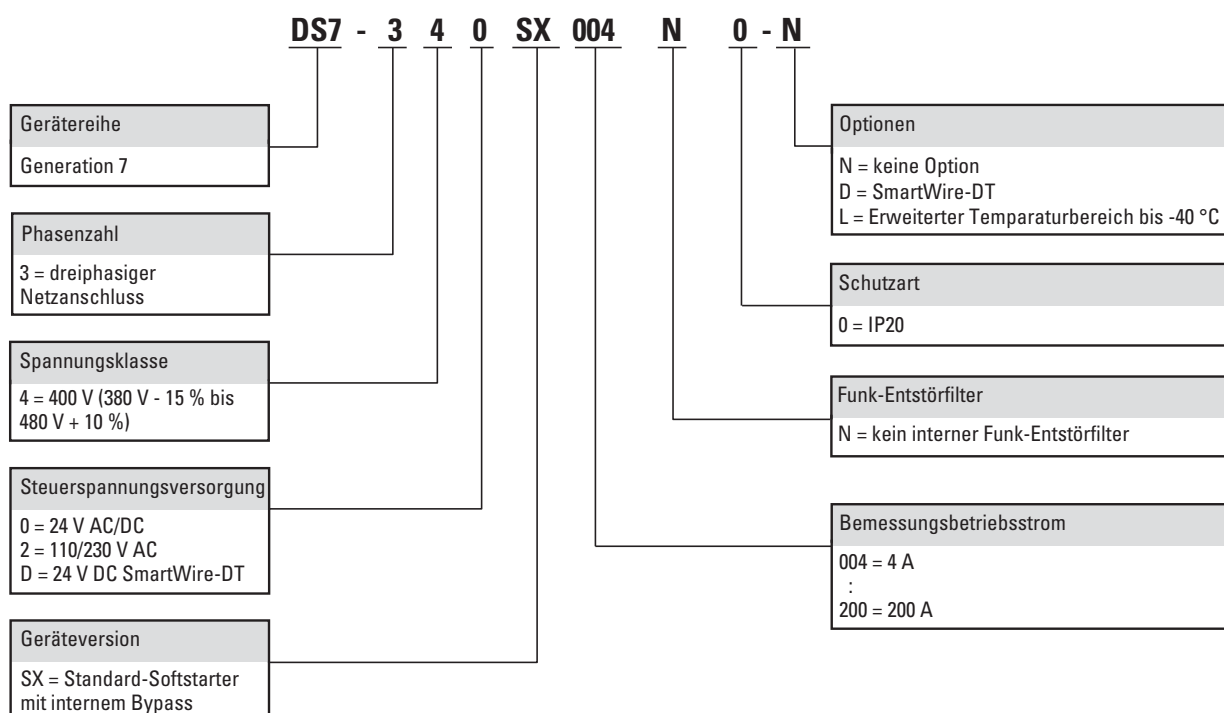 DS7 - 3 4 0 SX 004 N 0 - N
Gerätereihe
Generation 7
Phasenzahl
3 = dreiphasiger
Netzanschluss
Spannungsklasse
4 = 400 V (380 V - 15 % bis
480 V + 10 %)
Steuerspannungsversorgung
0 = 24 V AC/DC
2 = 110/230 V AC
D = 24 V DC SmartWire-DT
Geräteversion
SX = Standard-Softstarter
mit internem Bypass
Optionen
N = keine Option
D = SmartWire-DT
L = Erweiterter Temparaturbereich bis -40 °C
Schutzart
0 = IP20
Funk-Entstörfilter
N = kein interner Funk-Entstörfilter
Bemessungsbetriebsstrom
004 = 4 A
:
200 = 200 A